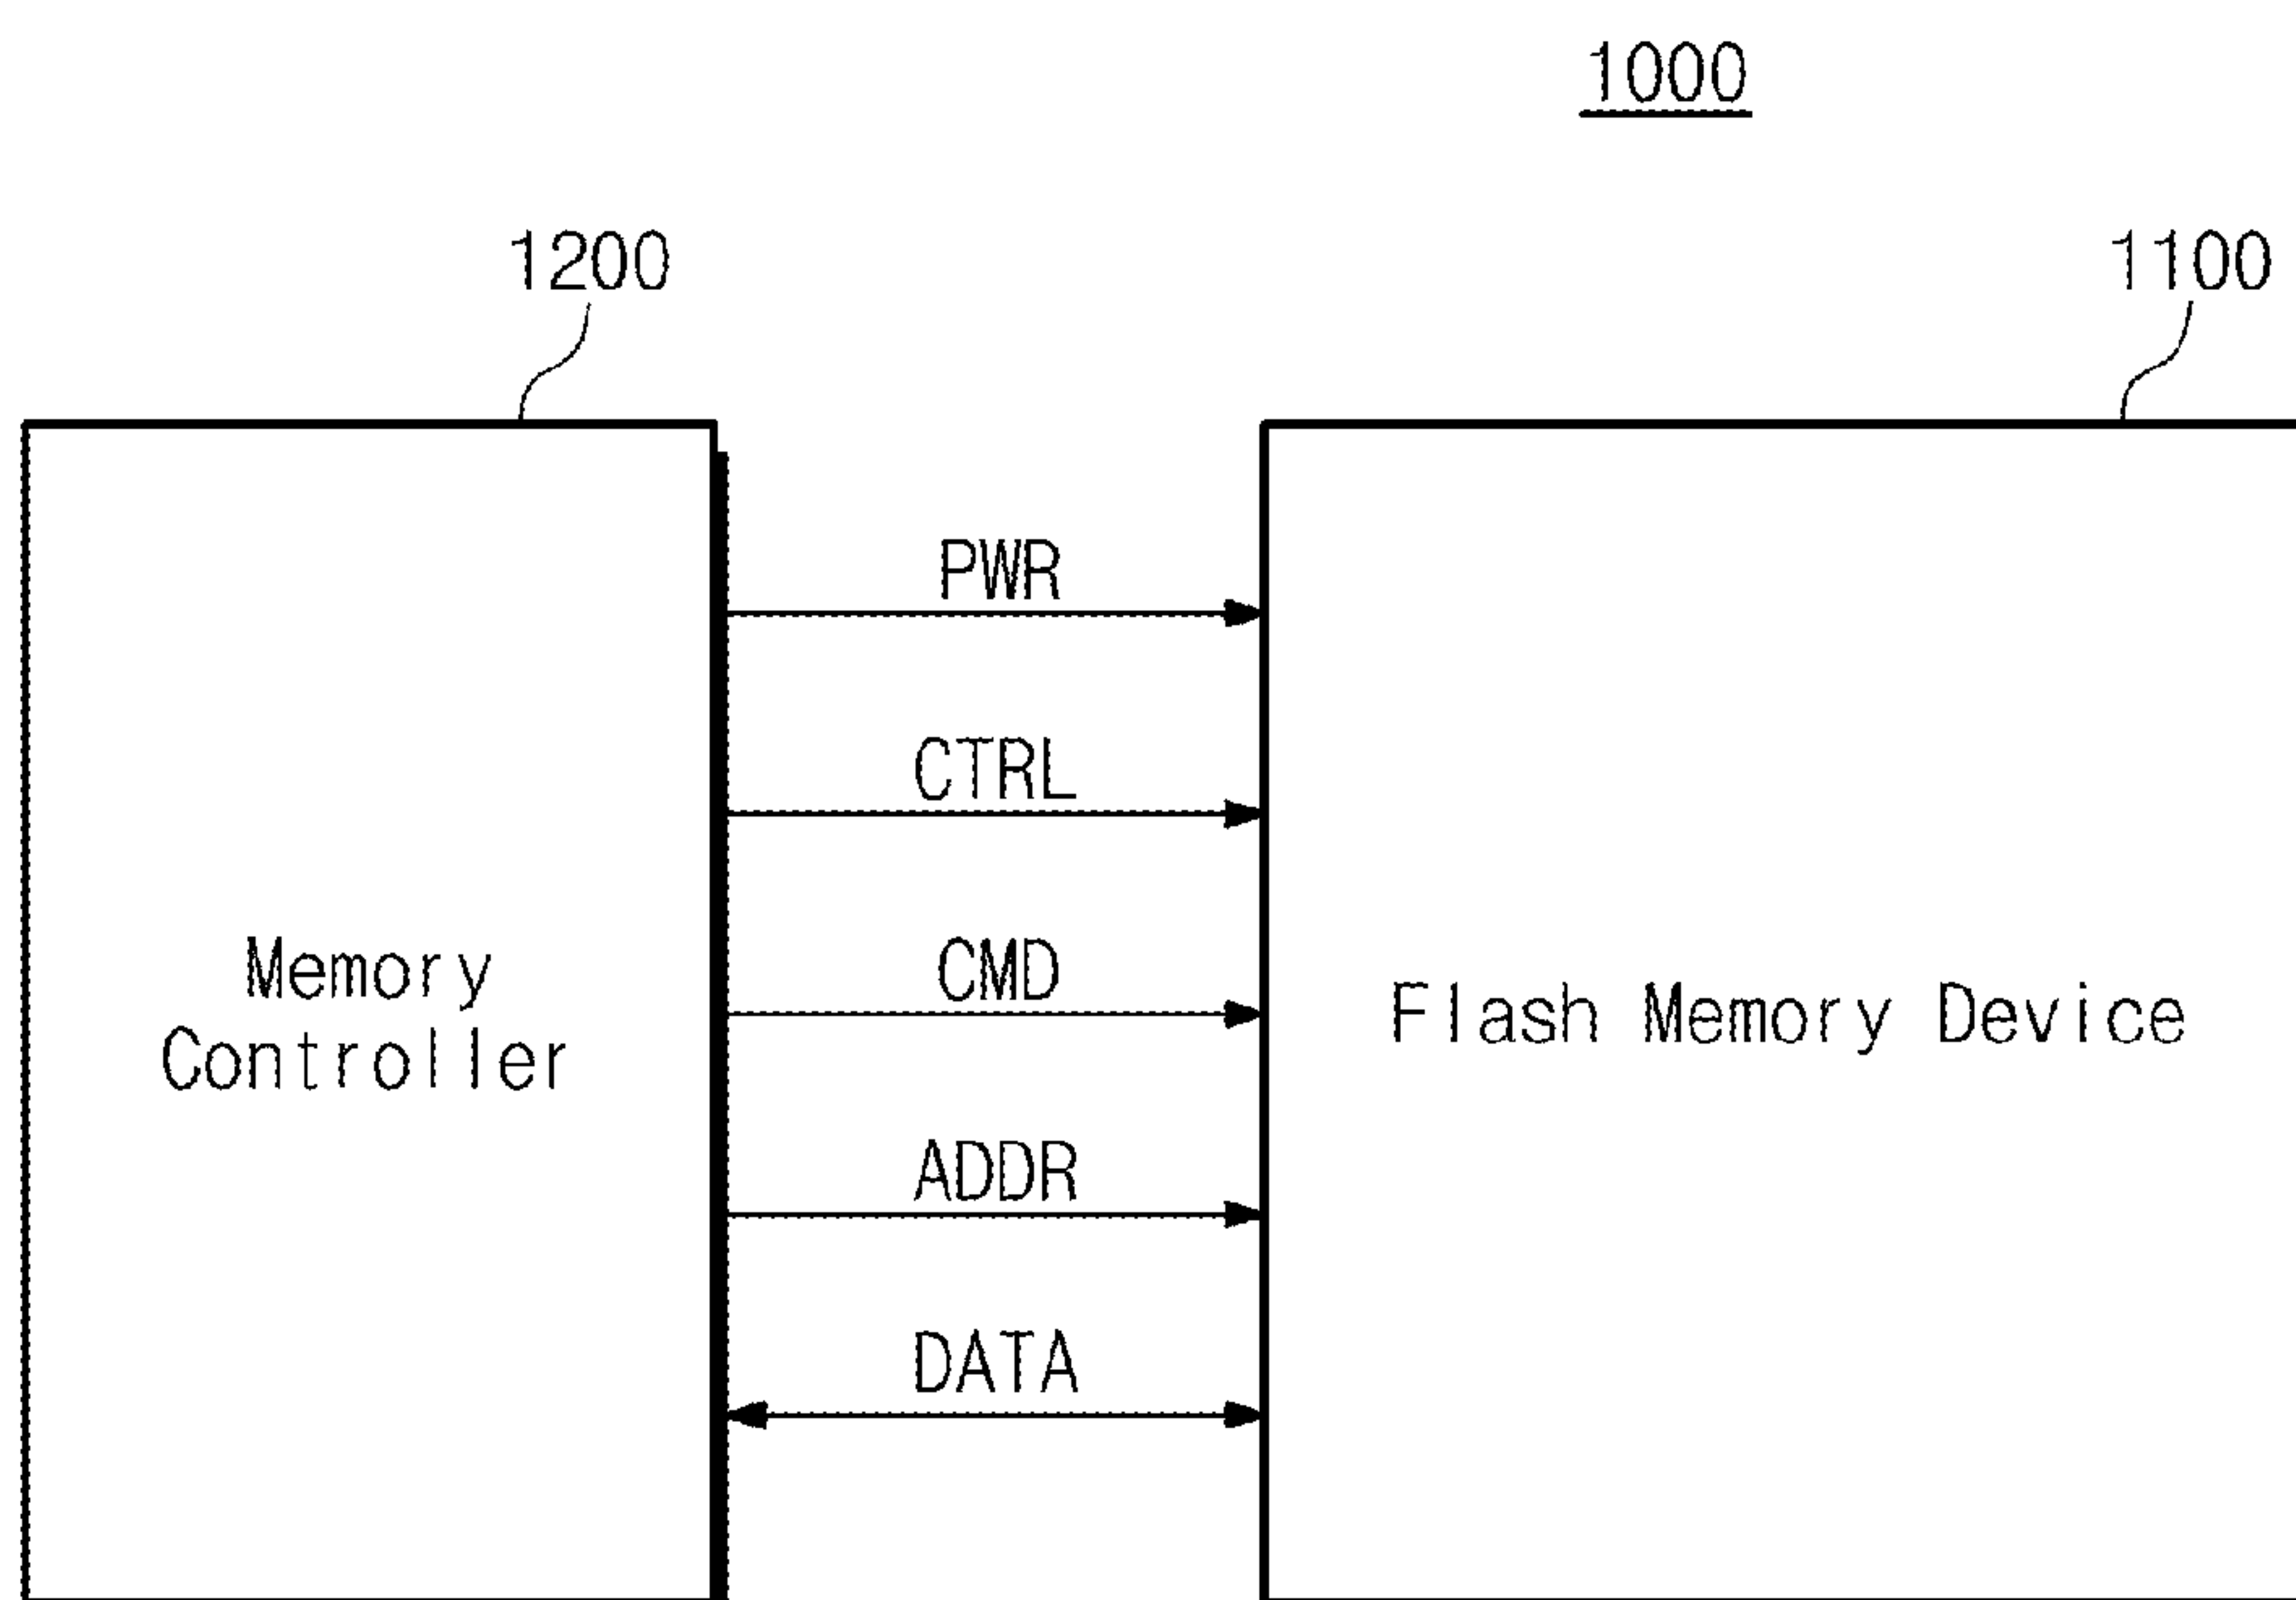 1000
1200
1100
PWR
CTRL
CMD
ADDR
DATA
Memory
Controller
Flash Memory Device